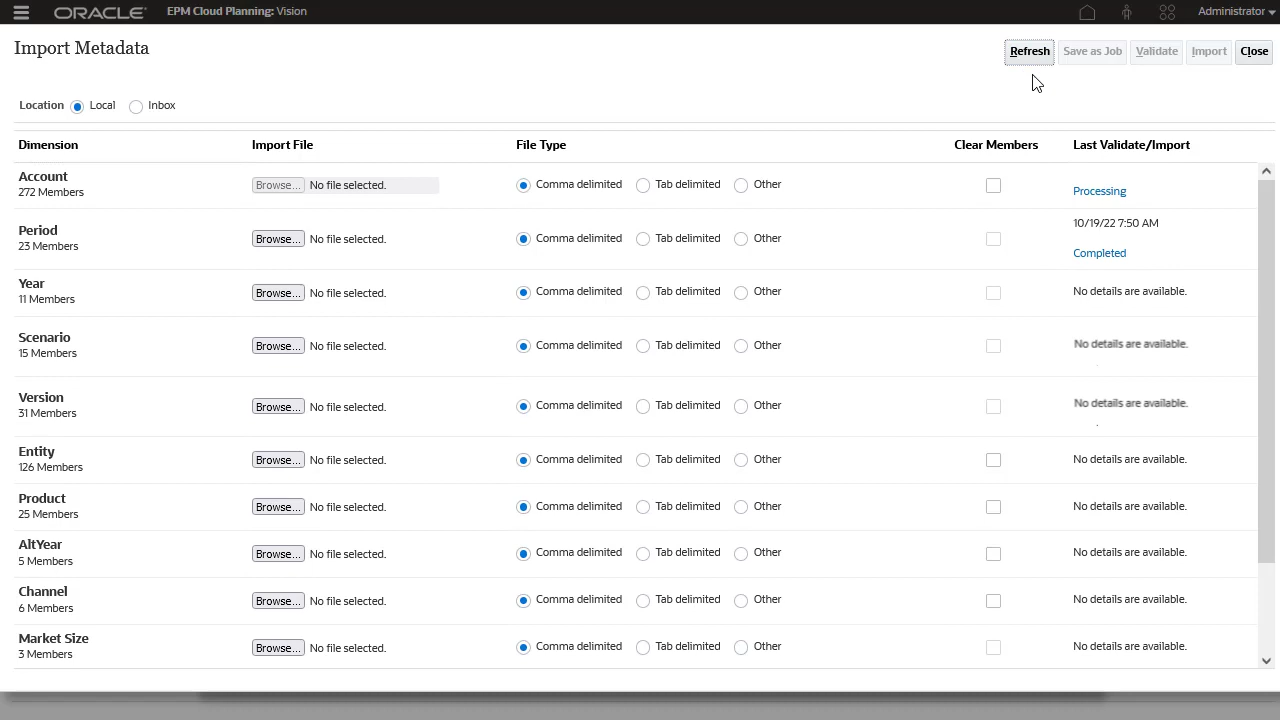 ORACLE® EPM Cloud Planning: Vision Administrator
Import Metadata
Refresh Save as Job Validate Import Close
Location Local Inbox
Dimension Import File File Type Clear Members Last Validate/Import
Account
272 Members
Browse... No file selected. Comma delimited Tab delimited Other
Processing
Period
23 Members
Browse... No file selected. Comma delimited Tab delimited Other
10/19/22 7:50 AM
Completed
Year
11 Members
Browse... No file selected. Comma delimited Tab delimited Other No details are available.
Scenario
15 Members
Browse... No file selected. Comma delimited Tab delimited Other No details are available.
Version
31 Members
Browse... No file selected. Comma delimited Tab delimited Other No details are available.
Entity
126 Members
Browse... No file selected. Comma delimited Tab delimited Other No details are available.
Product
25 Members
Browse... No file selected. Comma delimited Tab delimited Other No details are available.
AltYear
5 Members
Browse... No file selected. Comma delimited Tab delimited Other No details are available.
Channel
6 Members
Browse... No file selected. Comma delimited Tab delimited Other No details are available.
Market Size
3 Members
Browse... No file selected. Comma delimited Tab delimited Other No details are available.